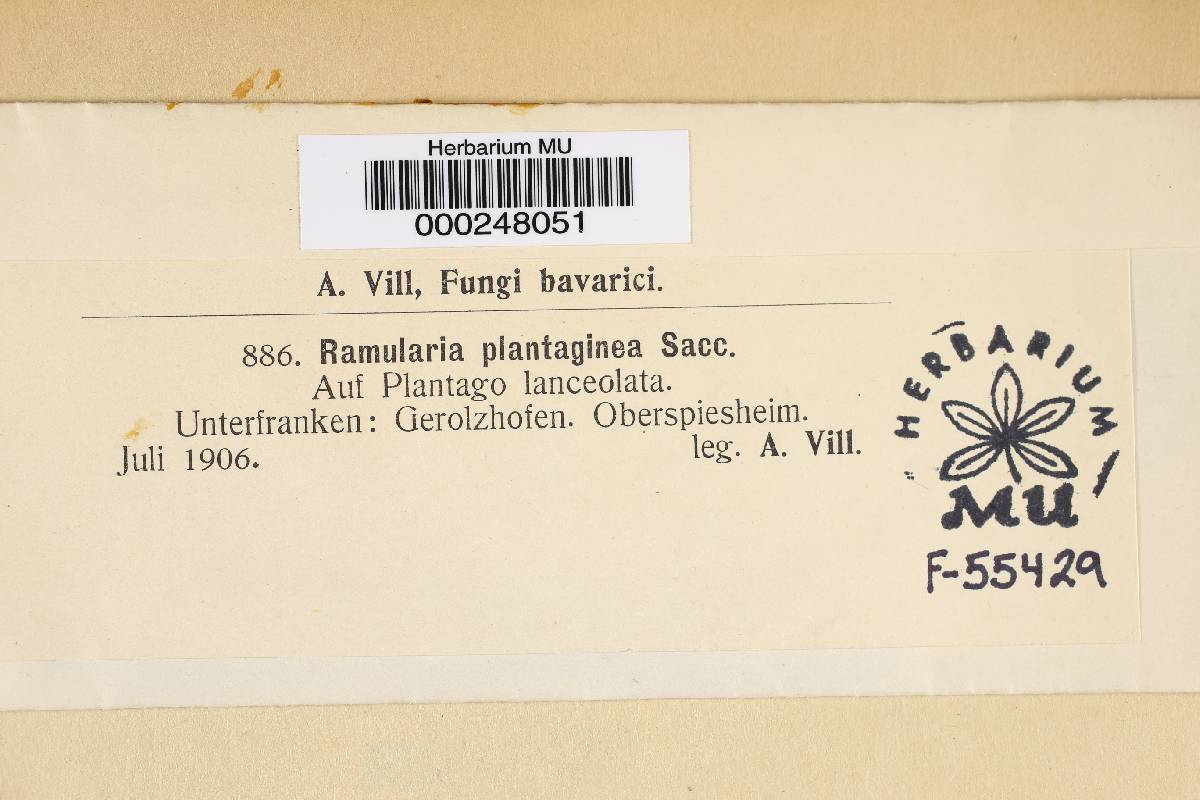 Herbarium MU
000248051
A. Vill, Fungi bavarici.
886. Ramularia plantaginea Sacc.
Auf Plantago lanceolata.
Unterfranken: Gerolzhofen. Oberspiesheim.
Juli 1906. leg. A. Vill.
HERBARIUM
MU
F-55429